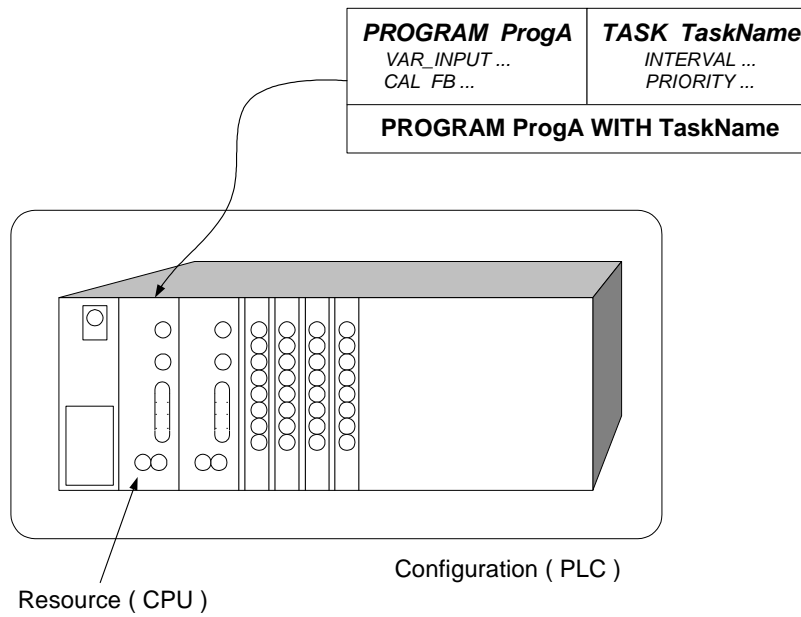 PROGRAM ProgA
VAR_INPUT ...
CAL FB ...
TASK TaskName
INTERVAL ...
PRIORITY ...
PROGRAM ProgA WITH TaskName
Configuration ( PLC )
Resource ( CPU )